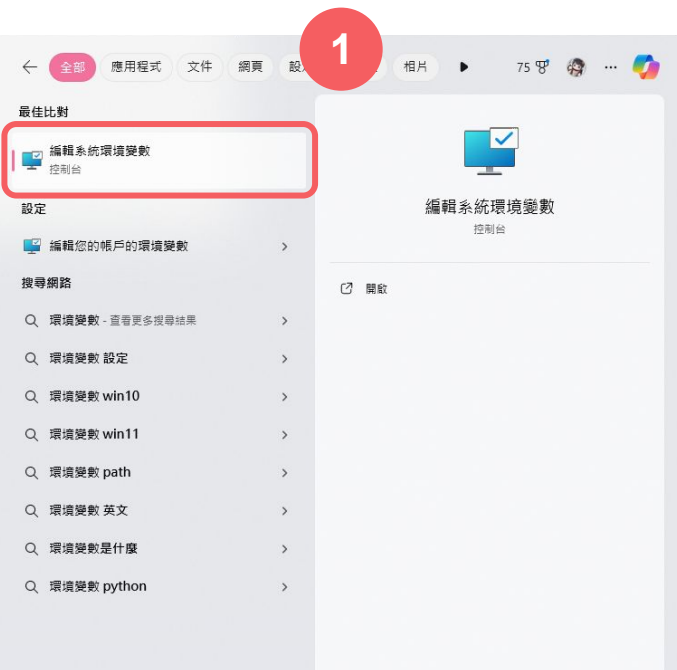 1
全部
應用程式
文件
網頁
設
相片
75
最佳比對
編輯系統環境變數
控制台
設定
編輯您的帳戶的環境變數
搜尋網路
環境變數 - 查看更多搜尋結果
環境變數 設定
環境變數 win10
環境變數 win11
環境變數 path
環境變數 英文
環境變數是什麼
環境變數 python
編輯系統環境變數
控制台
開啟